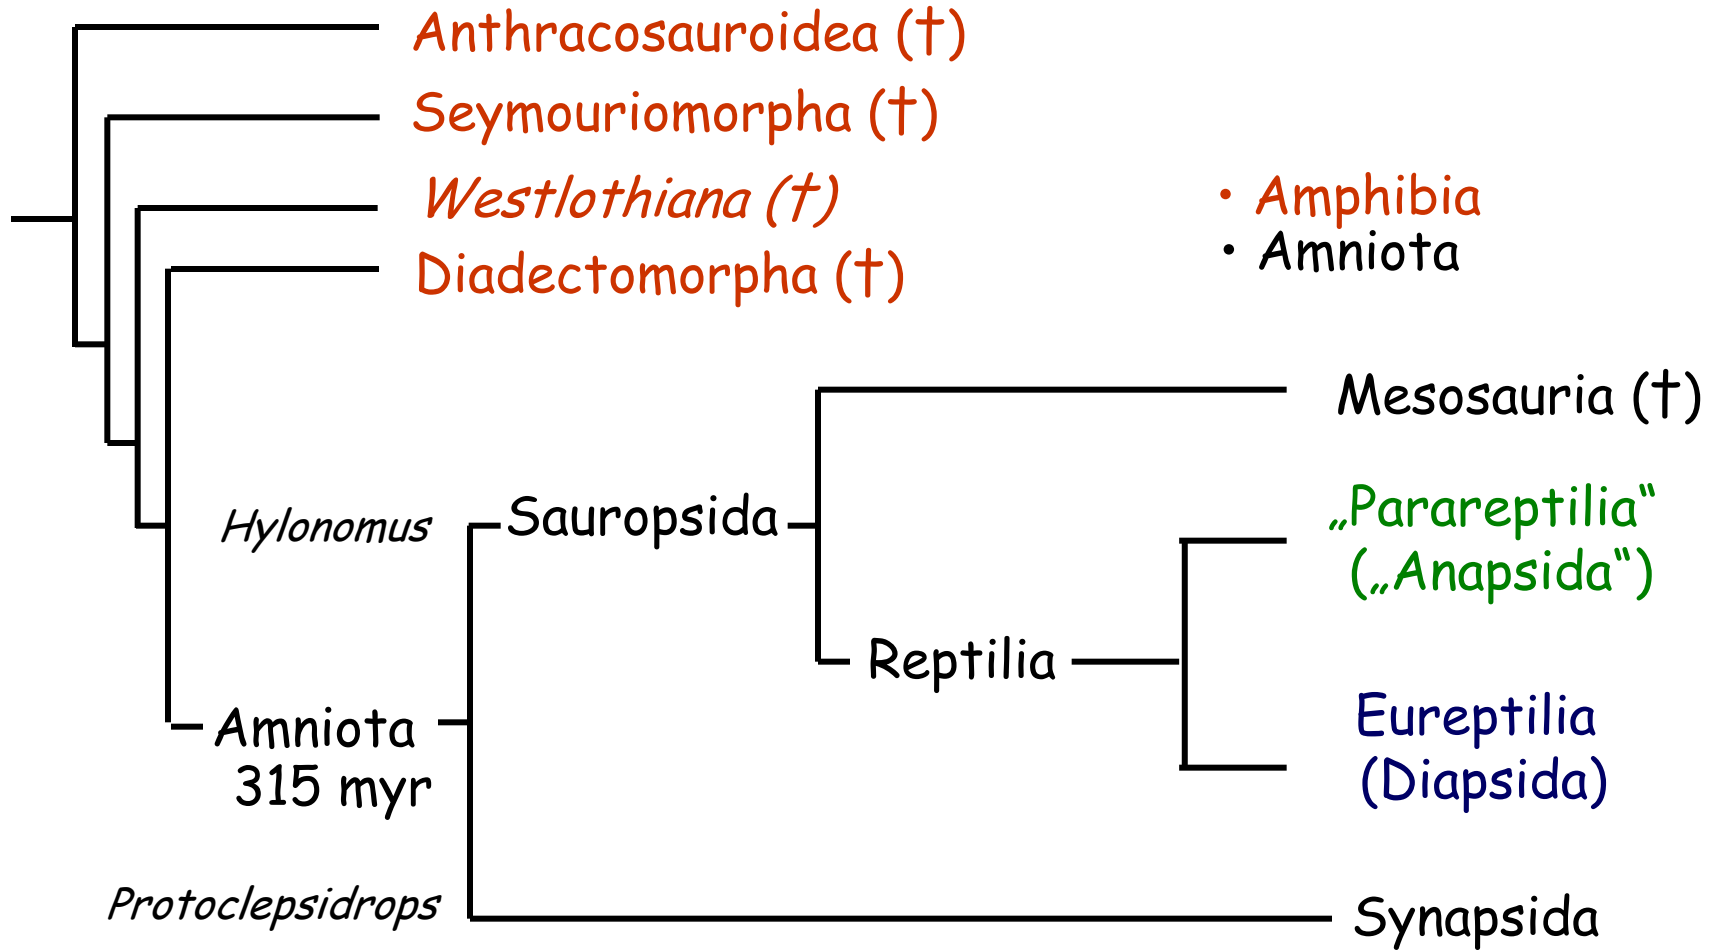 Anthracosauroidea (†)
Seymouriomorpha (†)
Westlothiana (†)
Diadectomorpha (†)
• Amphibia
• Amniota
Mesosauria (†)
Hylonomus
Sauropsida
„Parareptilia“
(„Anapsida“)
Reptilia
Eureptilia
(Diapsida)
Amniota
315 myr
Protoclepsidrops
Synapsida